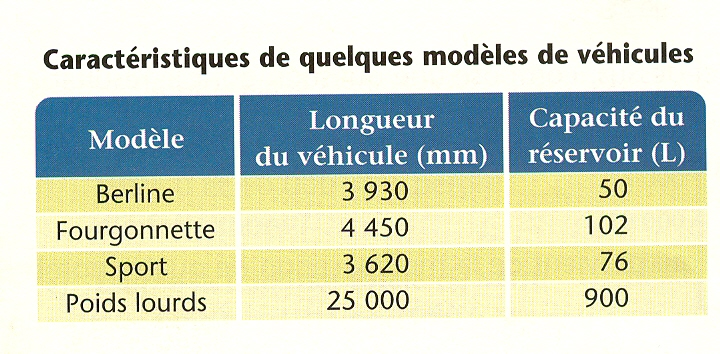 Caractéristiques de quelques modèles de véhicules
Modèle Longueur du véhicule (mm) Capacité du réservoir (L)
Berline 3 930 50
Fourgonnette 4 450 102
Sport 3 620 76
Poids lourds 25 000 900